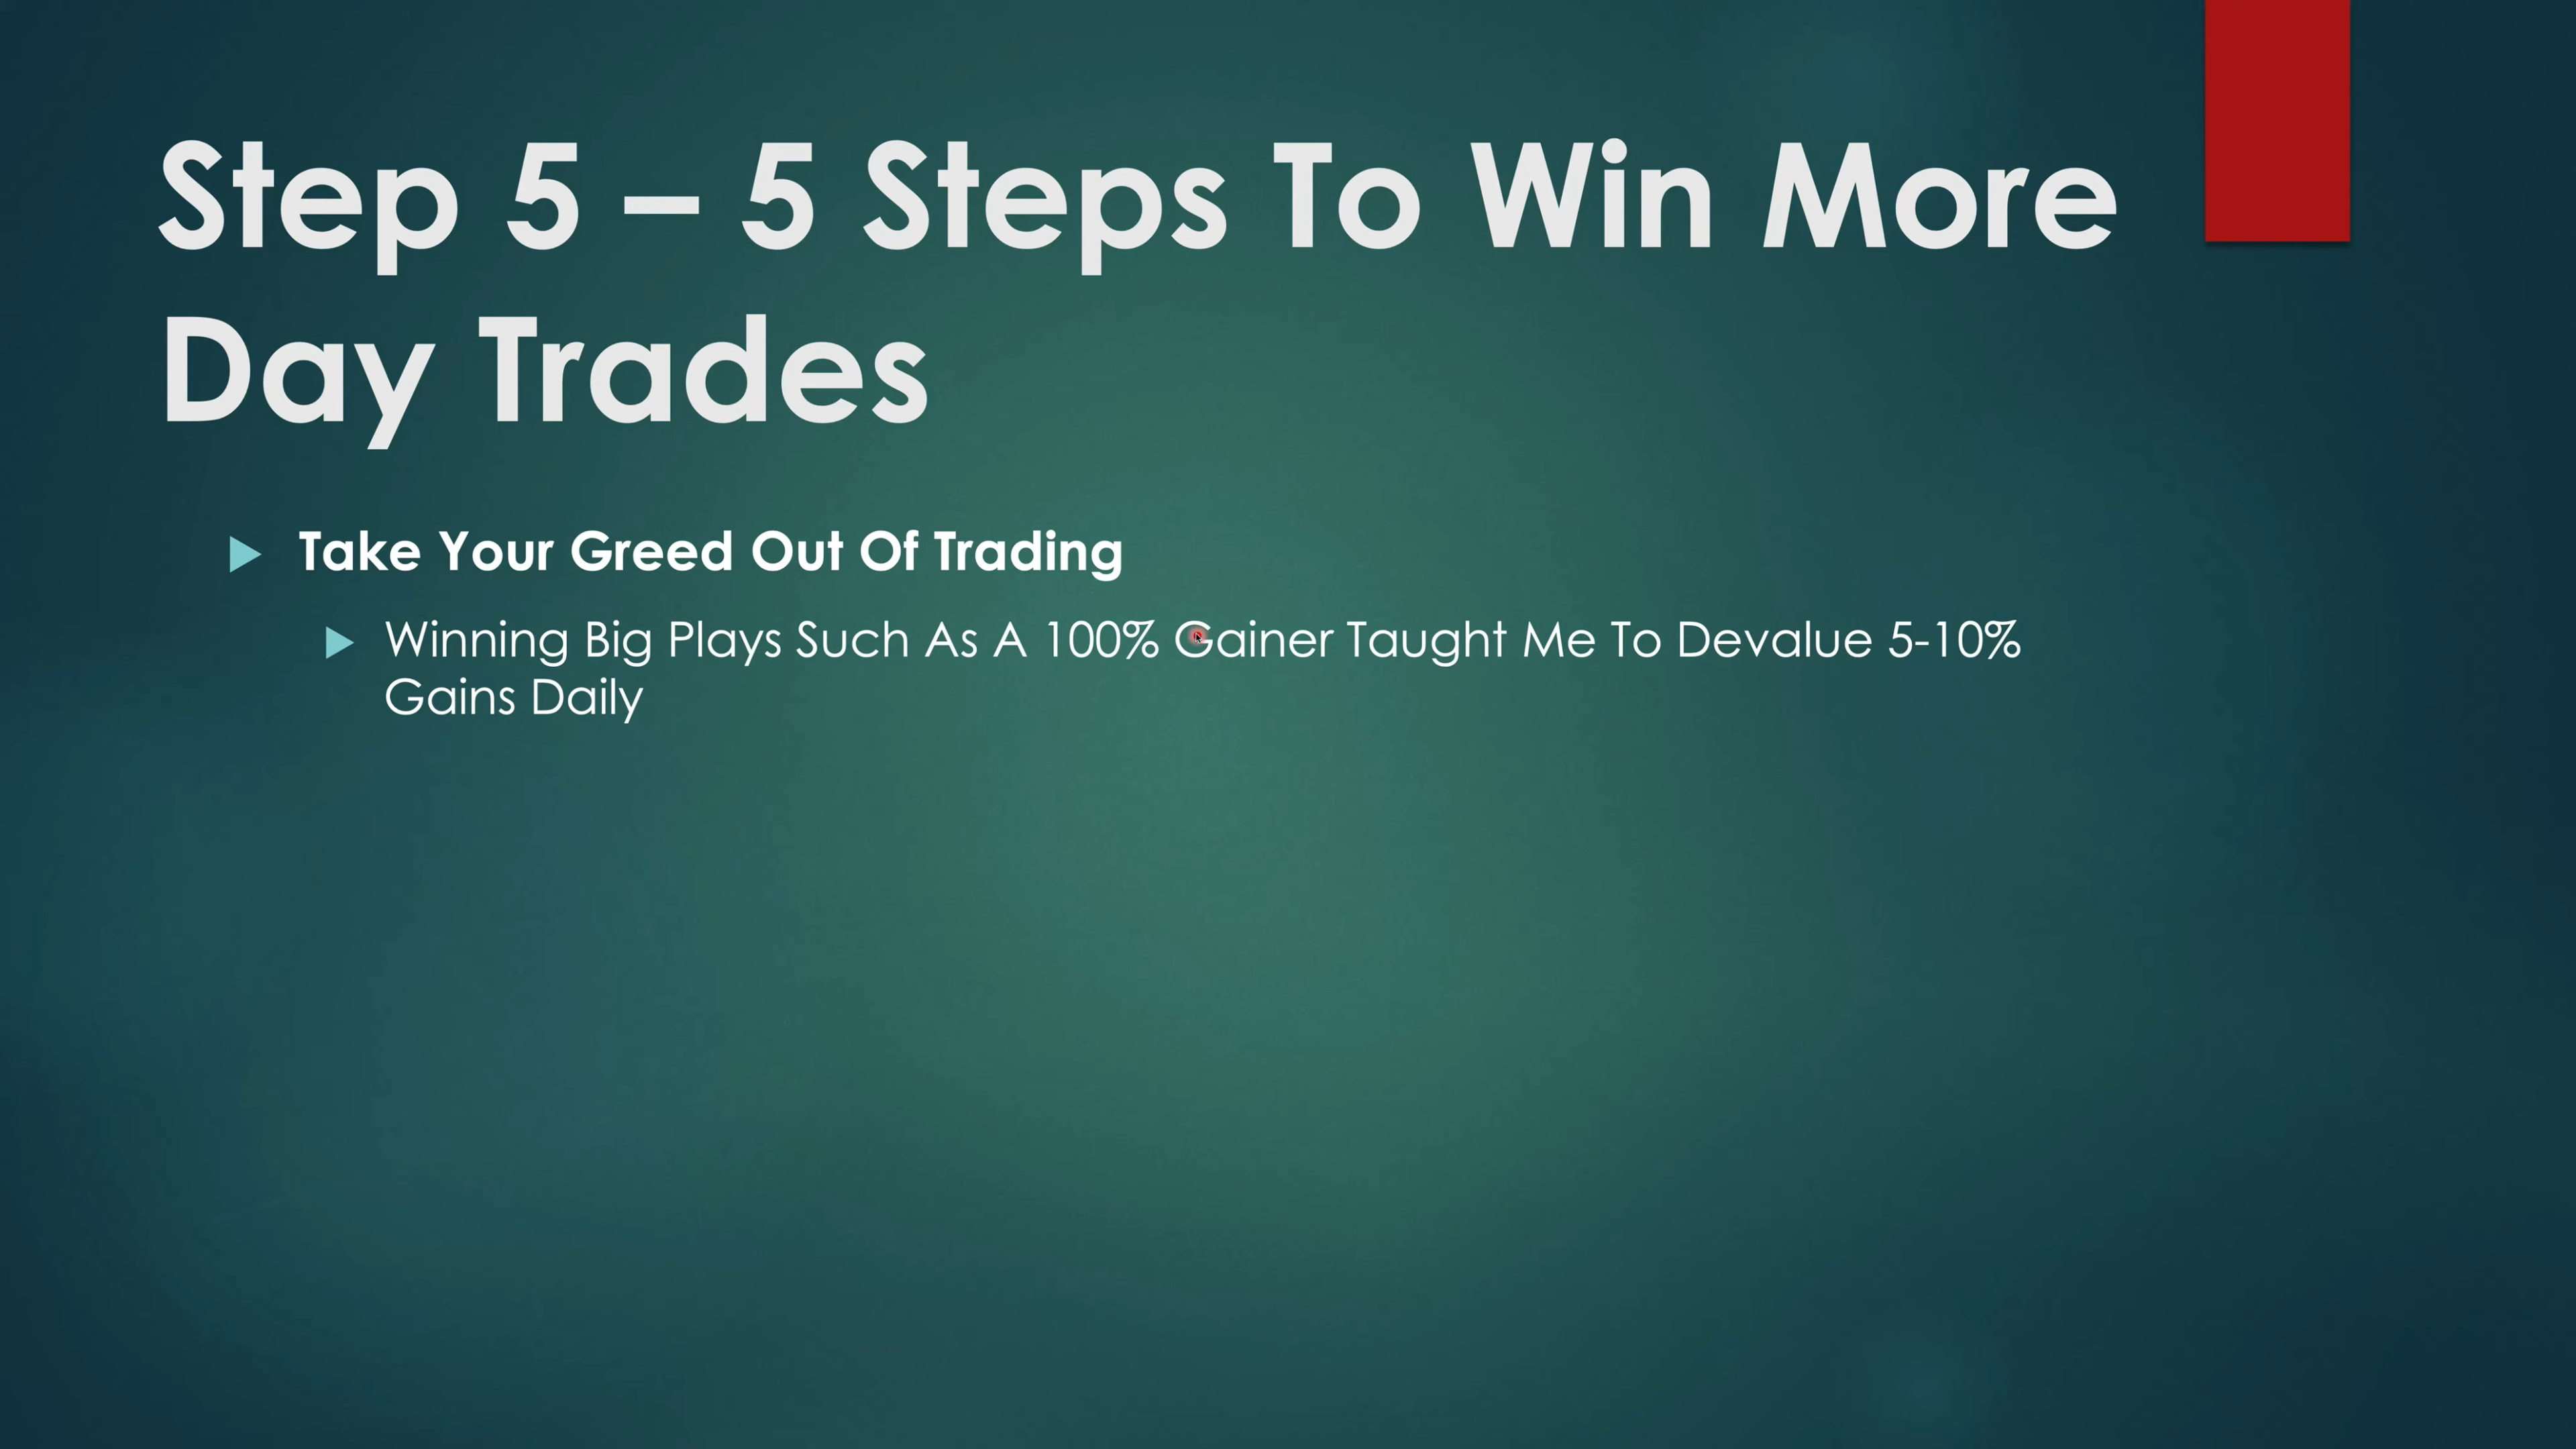 Step 5 – 5 Steps To Win More
Day Trades
Take Your Greed Out Of Trading
Winning Big Plays Such As A 100% Gainer Taught Me To Devalue 5-10%
Gains Daily